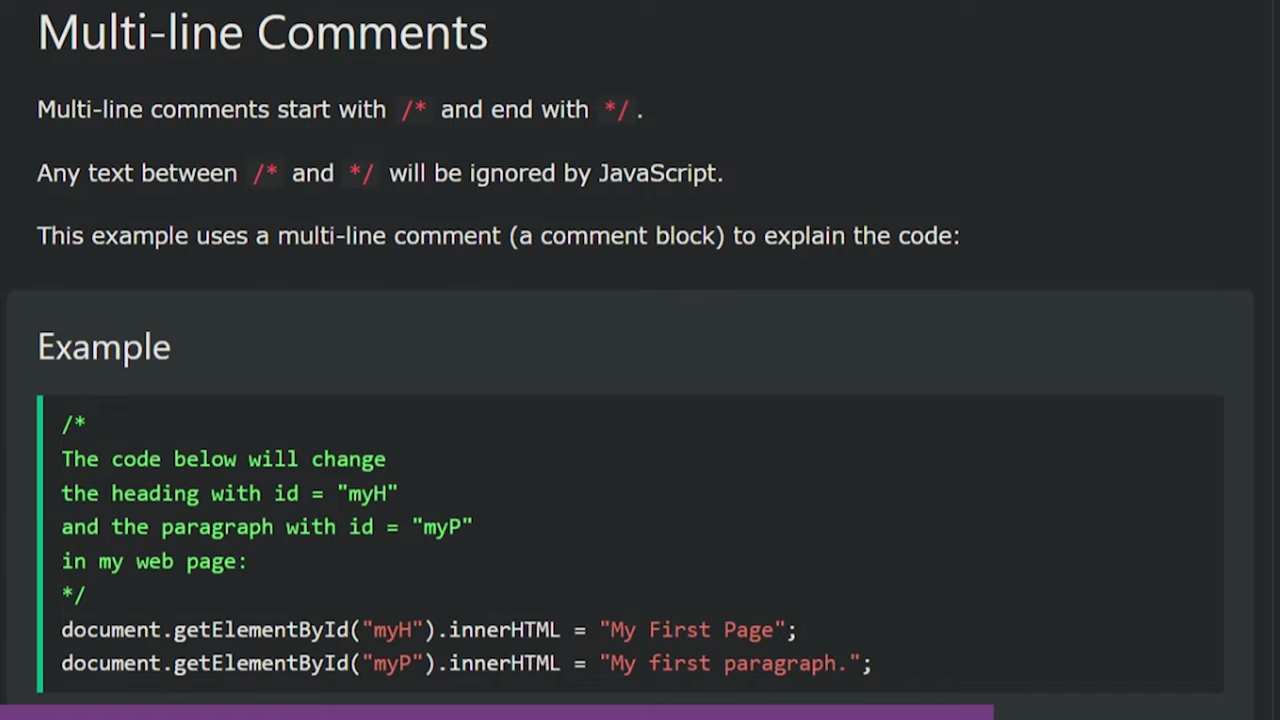 Multi-line Comments
Multi-line comments start with /* and end with */.
Any text between /* and */ will be ignored by JavaScript.
This example uses a multi-line comment (a comment block) to explain the code:
Example
/*
The code below will change
the heading with id = "myH"
and the paragraph with id = "myP"
in my web page:
*/
document.getElementById("myH").innerHTML = "My First Page";
document.getElementById("myP").innerHTML = "My first paragraph.";